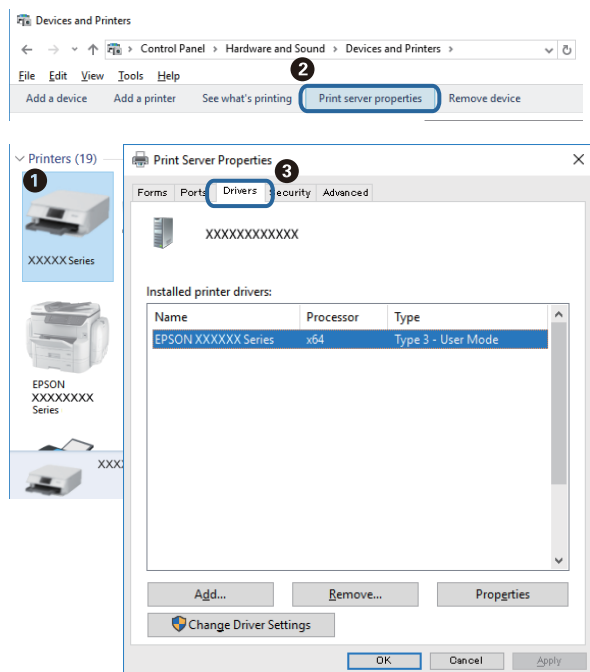 Devices and Printers
Control Panel > Hardware and Sound > Devices and Printers >
2
File Edit View Tools Help
Add a device Add a printer See what's printing Print server properties Remove device
Printers (19)
1
XXXXX Series
EPSON
XXXXXXXX
Series
XXX
Print Server Properties
3
Forms Ports Drivers Security Advanced
XXXXXXXXXXXX
Installed printer drivers:
Name Processor Type
EPSON XXXXXX Series x64 Type 3 - User Mode
Add... Remove... Properties
Change Driver Settings
OK Cancel Apply